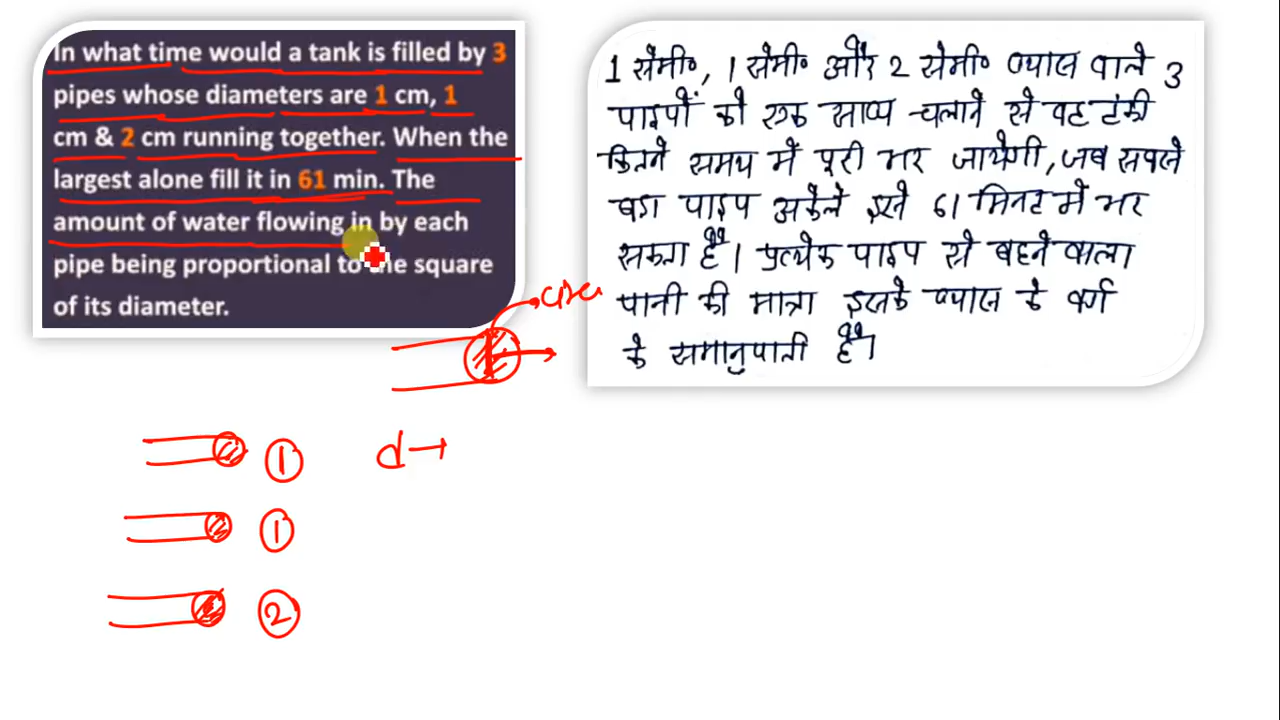 In what time would a tank is filled by 3
pipes whose diameters are 1 cm, 1
cm & 2 cm running together. When the
largest alone fill it in 61 min. The
amount of water flowing in by each
pipe being proportional to the square
of its diameter.
1 सेमी॰, 1 सेमी॰ और 2 सेमी॰ व्यास वाले 3
पाइपों को एक साथ चलाने से वह टंकी
कितने समय में पूरी भर जायेगी, जब सबसे
बडा पाइप अकेले इसे 61 मिनट में भर
सकता है। प्रत्येक पाइप से बहने वाला
पानी की मात्रा इसके व्यास के वर्ग
के समानुपाती है।
1
d →
1
2